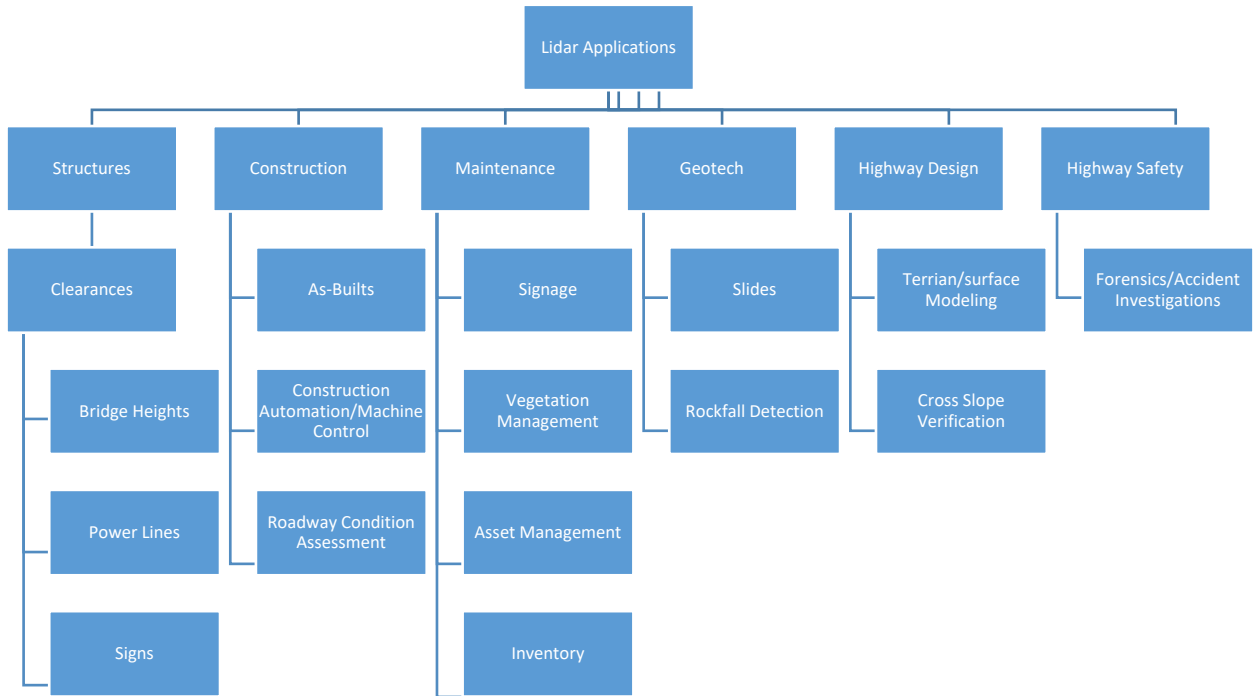 Lidar Applications
Structures
Construction
Maintenance
Geotech
Highway Design
Highway Safety
Clearances
As-Builts
Signage
Slides
Terrian/surface
Modeling
Forensics/Accident
Investigations
Bridge Heights
Construction
Automation/Machine
Control
Vegetation
Management
Rockfall Detection
Cross Slope
Verification
Power Lines
Roadway Condition
Assessment
Asset Management
Signs
Inventory